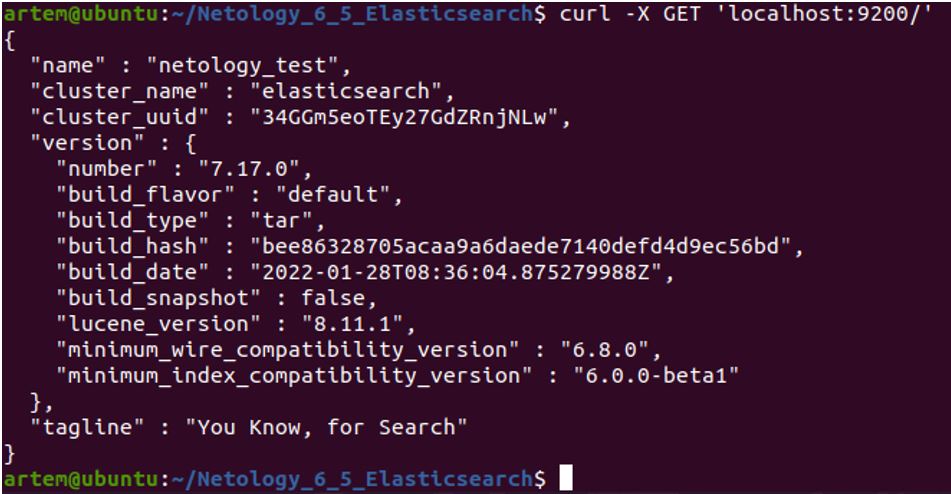 artem@ubuntu:~/Netology_6_5_Elasticsearch$ curl -X GET 'localhost:9200/'
{
  "name" : "netology_test",
  "cluster_name" : "elasticsearch",
  "cluster_uuid" : "34GGm5eoTEy27GdZRnjNLw",
  "version" : {
    "number" : "7.17.0",
    "build_flavor" : "default",
    "build_type" : "tar",
    "build_hash" : "bee86328705acaa9a6daede7140defd4d9ec56bd",
    "build_date" : "2022-01-28T08:36:04.875279988Z",
    "build_snapshot" : false,
    "lucene_version" : "8.11.1",
    "minimum_wire_compatibility_version" : "6.8.0",
    "minimum_index_compatibility_version" : "6.0.0-beta1"
  },
  "tagline" : "You Know, for Search"
}
artem@ubuntu:~/Netology_6_5_Elasticsearch$